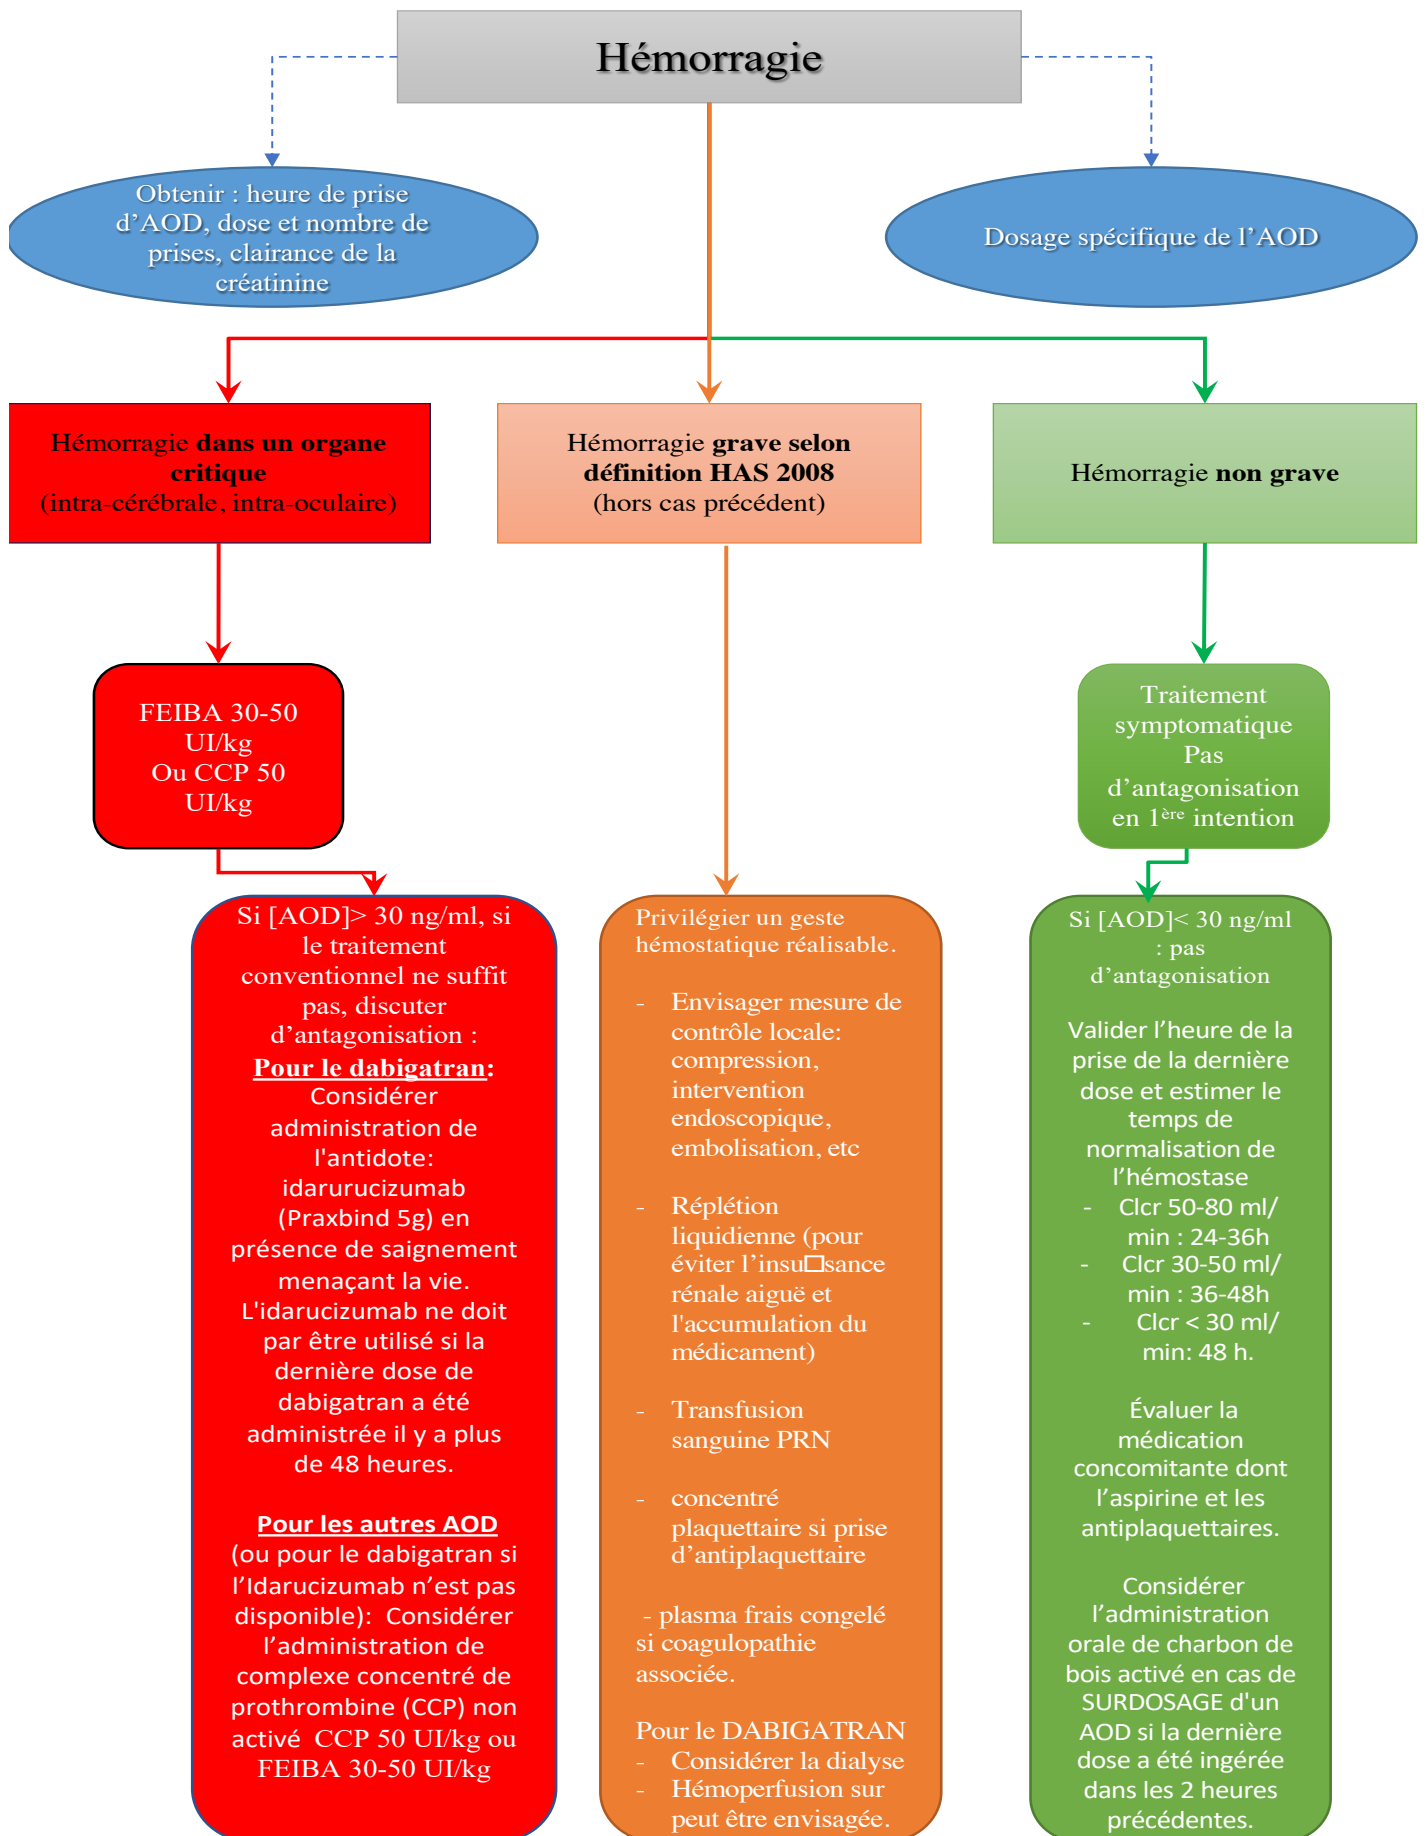 Hémorragie
Obtenir : heure de prise
d’AOD, dose et nombre de
prises, clairance de la
créatinine
Dosage spécifique de l’AOD
Hémorragie dans un organe
critique
(intra-cérébrale, intra-oculaire)
Hémorragie grave selon
définition HAS 2008
(hors cas précédent)
Hémorragie non grave
FEIBA 30-50
UI/kg
Ou CCP 50
UI/kg
Traitement
symptomatique
Pas
d’antagonisation
en 1ère intention
Si [AOD]> 30 ng/ml, si
le traitement
conventionnel ne suffit
pas, discuter
d’antagonisation :
Pour le dabigatran:
Considérer
administration de
l'antidote:
idarurucizumab
(Praxbind 5g) en
présence de saignement
menaçant la vie.
L'idarucizumab ne doit
par être utilisé si la
dernière dose de
dabigatran a été
administrée il y a plus
de 48 heures.
Pour les autres AOD
(ou pour le dabigatran si
l’Idarucizumab n’est pas
disponible): Considérer
l’administration de
complexe concentré de
prothrombine (CCP) non
activé CCP 50 UI/kg ou
FEIBA 30-50 UI/kg
Privilégier un geste
hémostatique réalisable.
- Envisager mesure de
contrôle locale:
compression,
intervention
endoscopique,
embolisation, etc
- Réplétion
liquidienne (pour
éviter l’insu□sance
rénale aiguë et
l'accumulation du
médicament)
- Transfusion
sanguine PRN
- concentré
plaquettaire si prise
d’antiplaquettaire
- plasma frais congelé
si coagulopathie
associée.
Pour le DABIGATRAN
- Considérer la dialyse
- Hémoperfusion sur
peut être envisagée.
Si [AOD]< 30 ng/ml
: pas
d’antagonisation
Valider l’heure de la
prise de la dernière
dose et estimer le
temps de
normalisation de
l’hémostase
- Clcr 50-80 ml/
min : 24-36h
- Clcr 30-50 ml/
min : 36-48h
- Clcr < 30 ml/
min: 48 h.
Évaluer la
médication
concomitante dont
l’aspirine et les
antiplaquettaires.
Considérer
l’administration
orale de charbon de
bois activé en cas de
SURDOSAGE d'un
AOD si la dernière
dose a été ingérée
dans les 2 heures
précédentes.